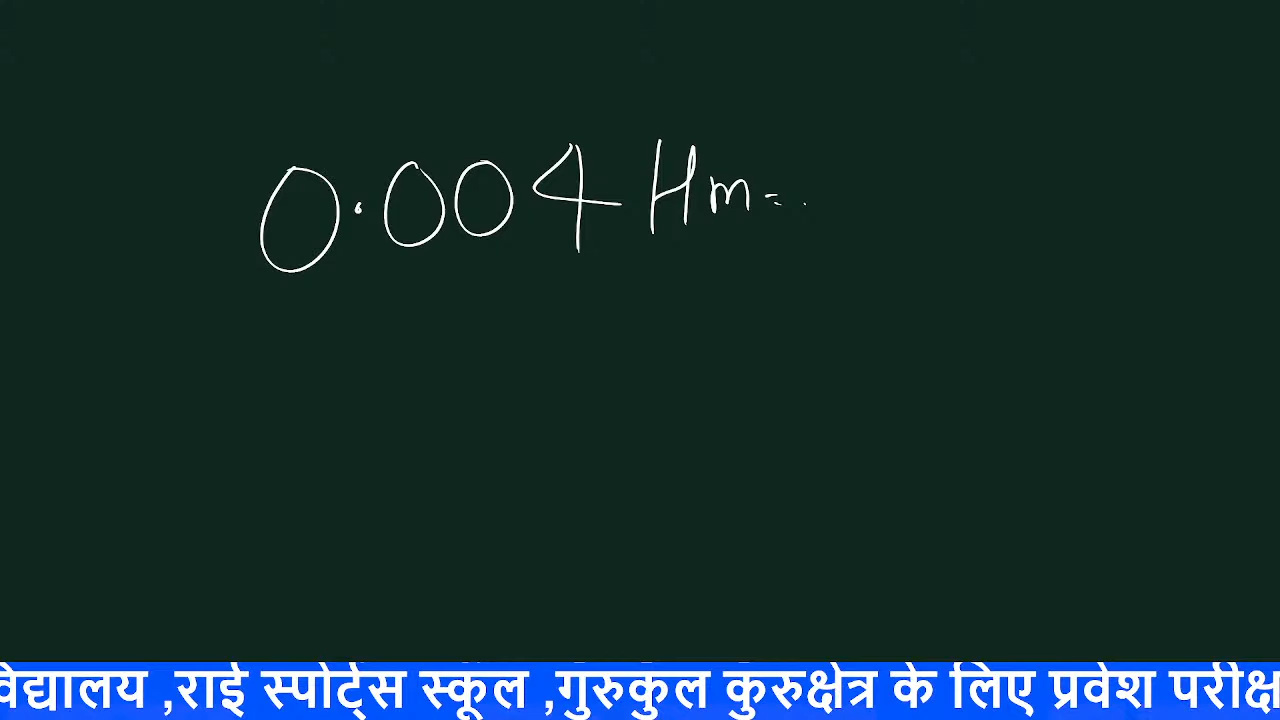 0.004 Hm=
विद्यालय ,राई स्पोर्ट्स स्कूल ,गुरुकुल कुरुक्षेत्र के लिए प्रवेश परीक्ष